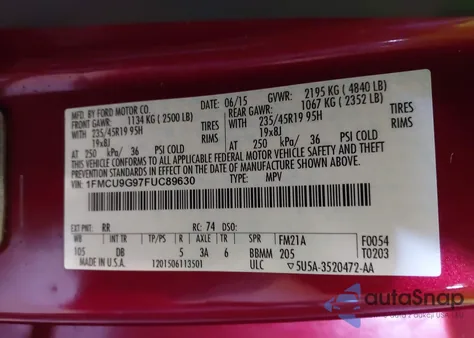 MFD. BY FORD MOTOR CO.
DATE: 06/15 GVWR: 2195 KG ( 4840 LB)
FRONT GAWR: 1134 KG ( 2500 LB) REAR GAWR: 1067 KG ( 2352 LB)
WITH WITH
235/45R19 95H TIRES 235/45R19 95H TIRES
19x8J RIMS 19x8J RIMS
AT 250 kPa/ 36 PSI COLD AT 250 kPa/ 36 PSI COLD
THIS VEHICLE CONFORMS TO ALL APPLICABLE FEDERAL MOTOR VEHICLE SAFETY, BUMPER, AND THEFT
PREVENTION STANDARDS IN EFFECT ON THE DATE OF MANUFACTURE SHOWN ABOVE.
VIN: 1FMCU9G97FUC89630 TYPE: MPV
EXT PNT: RR RC: 74 DSO:
WB INT TR TP/PS R AXLE TR SPR FM21A F0054
105 DB 5 3A 6 BBMM 205 T0203
MADE IN U.S.A. 1201506113501 ULC 5U5A-3520472-AA
autoSnap